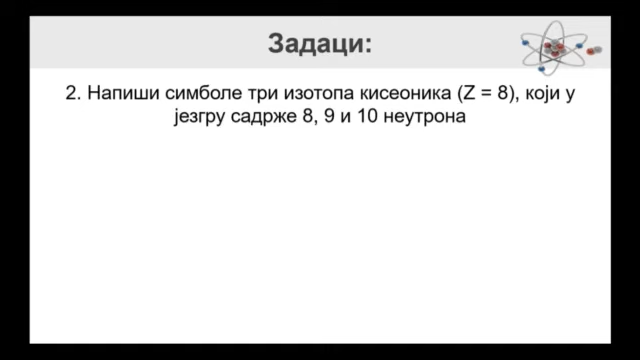 Задаци:
2. Напиши симболе три изотопа кисеоника (Z = 8), који у
језгру садрже 8, 9 и 10 неутрона